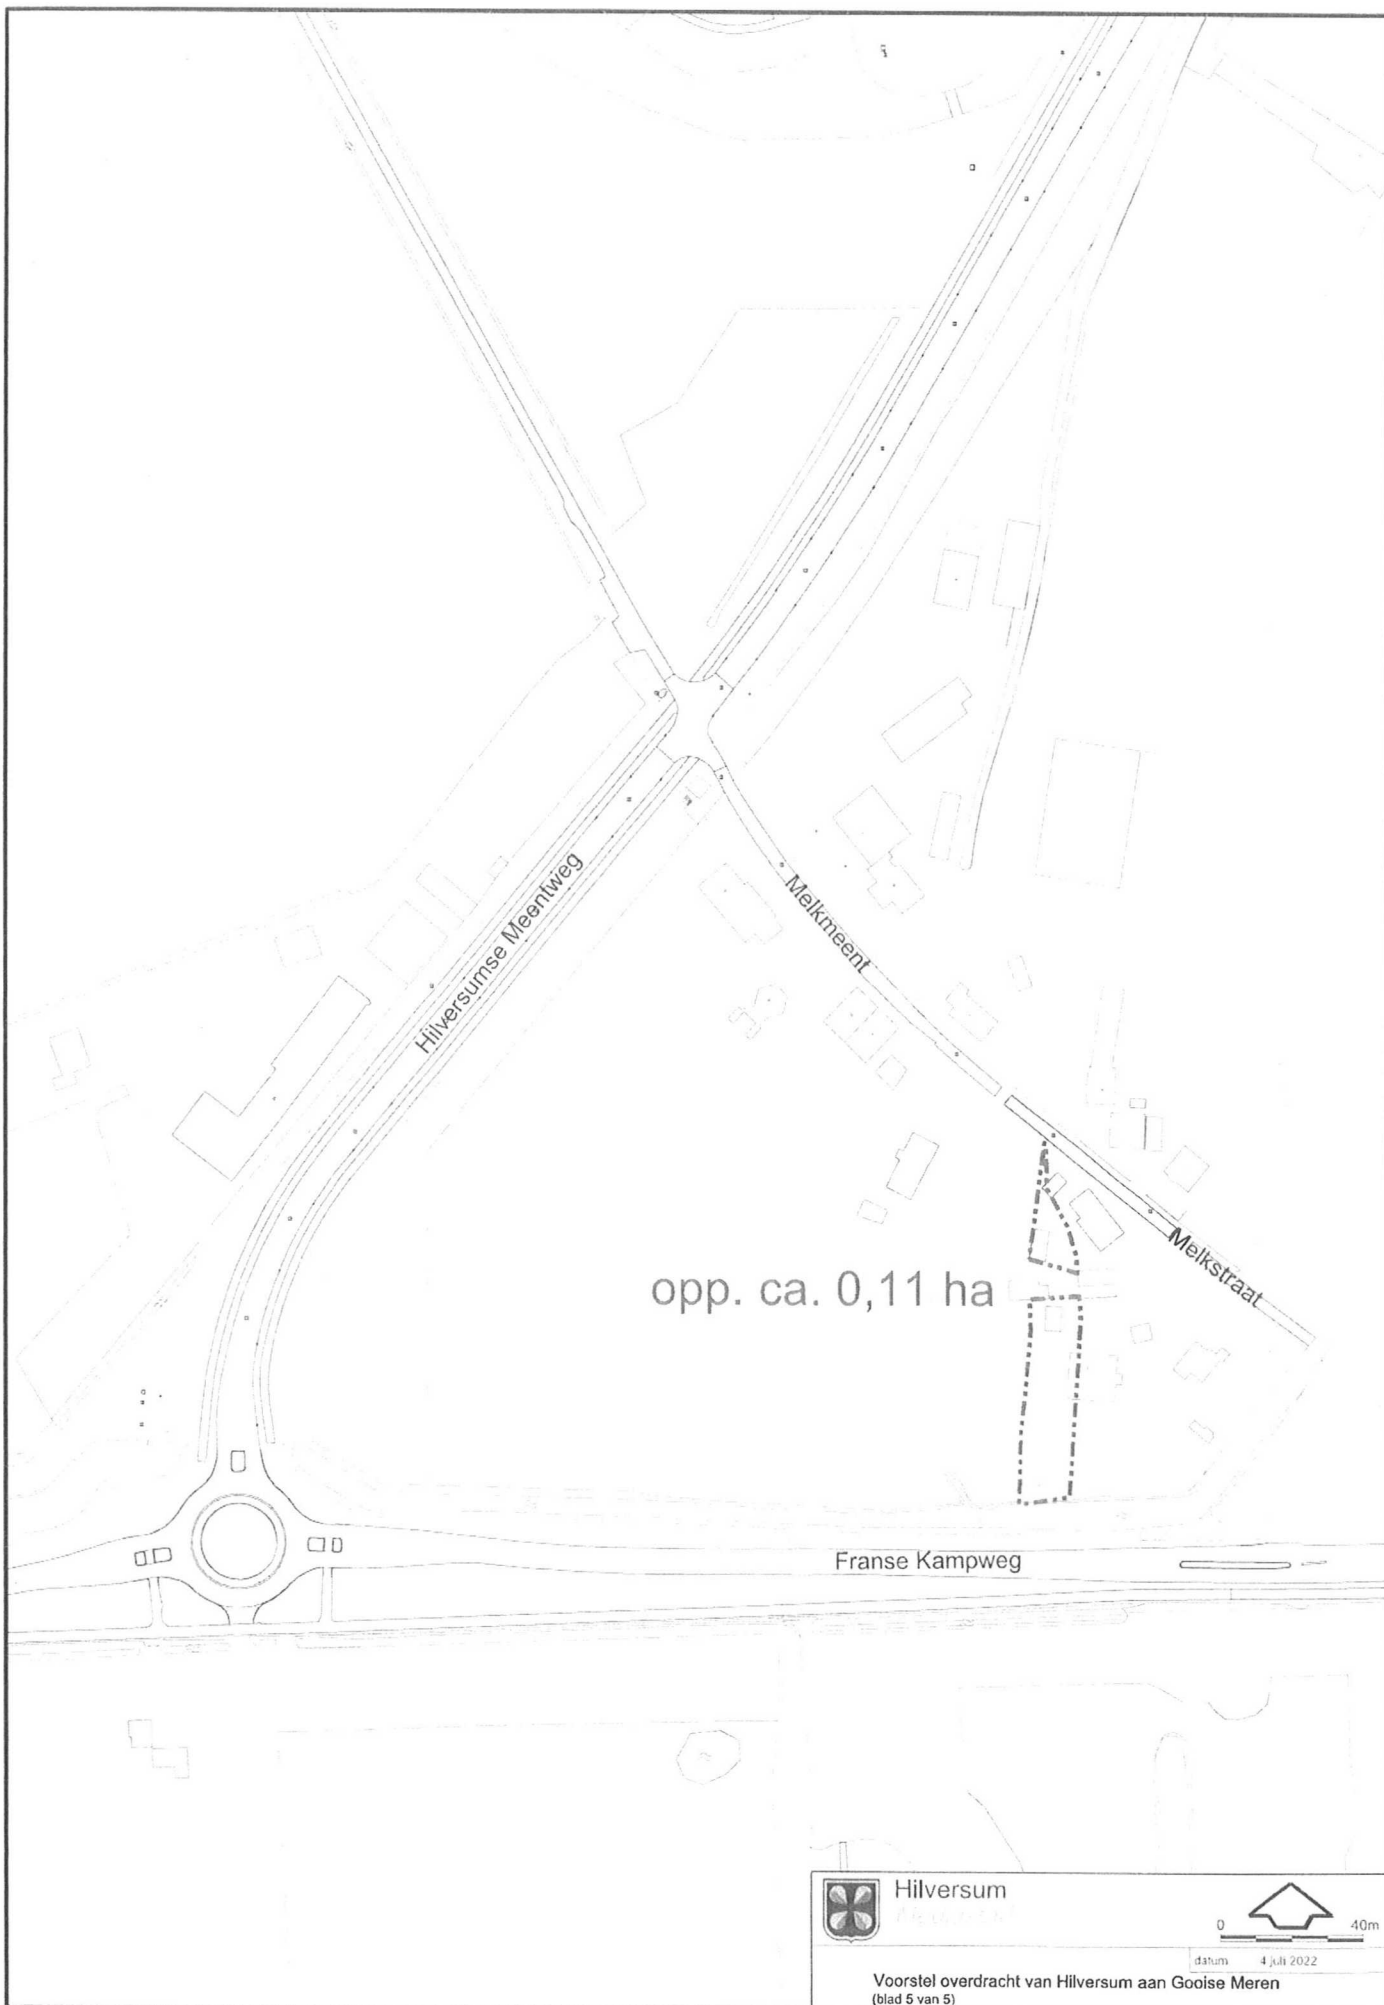 Hilversumse Meentweg
Melkmeent
Melkstraat
opp. ca. 0,11 ha
Franse Kampweg
Hilversum
0 40m
datum 4 juli 2022
Voorstel overdracht van Hilversum aan Gooise Meren
(blad 5 van 5)